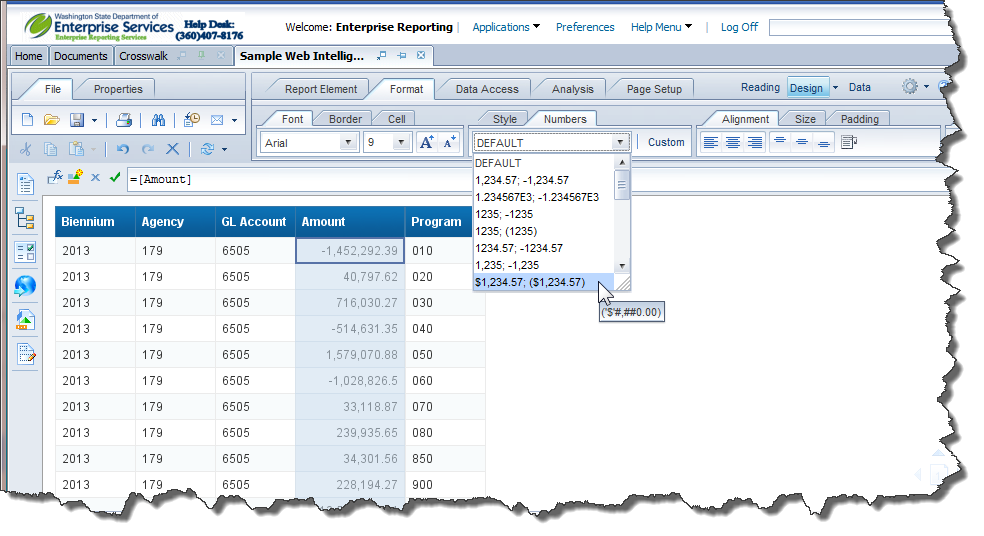 Washington State Department of
Enterprise Services
Enterprise Reporting Services
Help Desk:
(360)407-8176
Welcome: Enterprise Reporting | Applications | Preferences Help Menu | Log Off
Home Documents Crosswalk Sample Web Intellig...
File Properties Report Element Format Data Access Analysis Page Setup Reading Design Data
Font Border Cell Style Numbers Alignment Size Padding
Arial 9 A A DEFAULT Custom
DEFAULT
1,234.57; -1,234.57
1.234567E3; -1.234567E3
1235; -1235
1235; (1235)
1234.57; -1234.57
1,235; -1,235
$1,234.57; ($1,234.57)
('$'#,##0.00)
=[Amount]
Biennium Agency GL Account Amount Program
2013 179 6505 -1,452,292.39 010
2013 179 6505 40,797.62 020
2013 179 6505 716,030.27 030
2013 179 6505 -514,631.35 040
2013 179 6505 1,579,070.88 050
2013 179 6505 -1,028,826.5 060
2013 179 6505 33,118.87 070
2013 179 6505 239,935.65 080
2013 179 6505 34,301.56 850
2013 179 6505 228,194.27 900